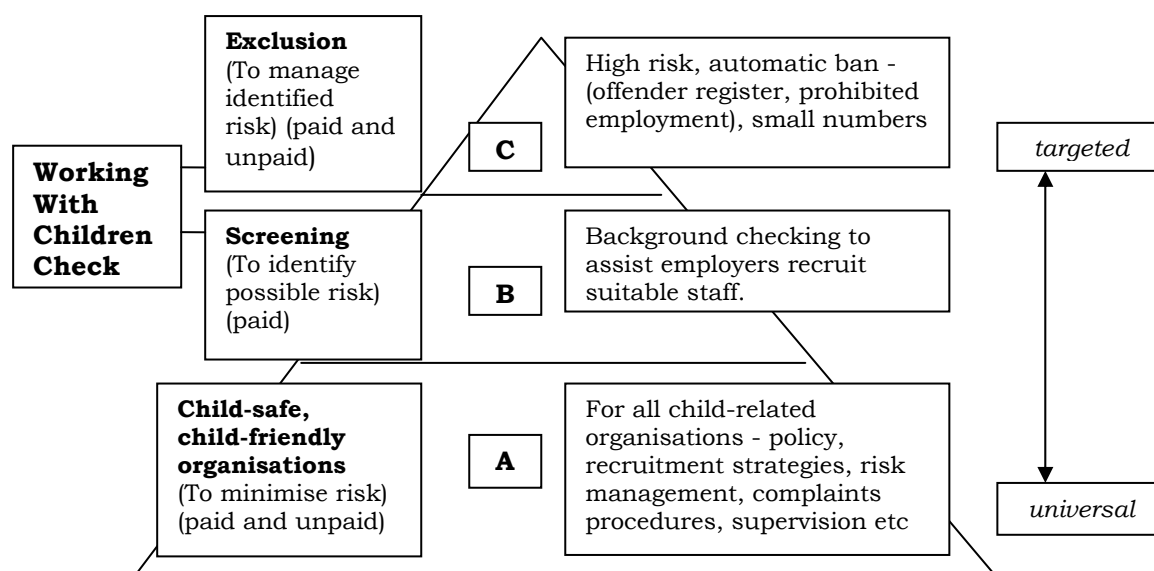 Exclusion
(To manage
identified
risk) (paid and
unpaid)
C
High risk, automatic ban -
(offender register, prohibited
employment), small numbers
targeted
Working
With
Children
Check
Screening
(To identify
possible risk)
(paid)
B
Background checking to
assist employers recruit
suitable staff.
Child-safe,
child-friendly
organisations
(To minimise risk)
(paid and unpaid)
A
For all child-related
organisations - policy,
recruitment strategies, risk
management, complaints
procedures, supervision etc
universal